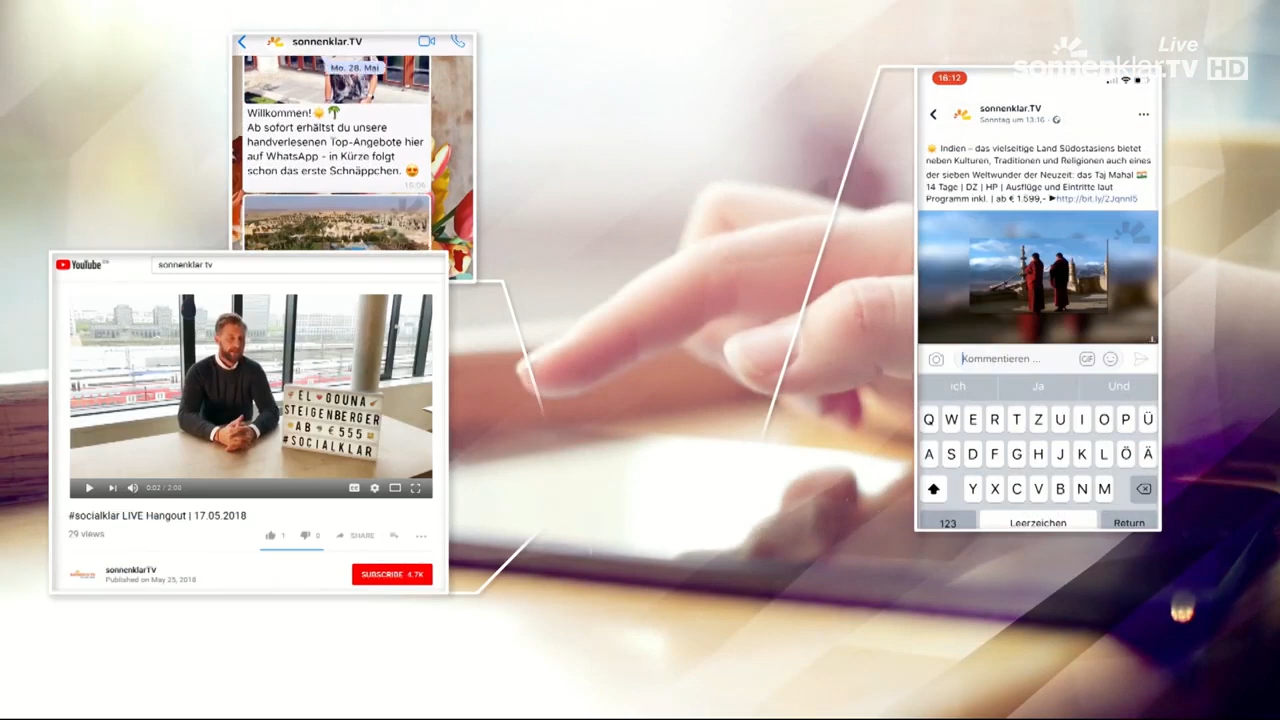 Live
sonnenklar.TV HD
sonnenklar.TV
Mo. 28. Mai
Willkommen!☀️🌴
Ab sofort erhältst du unsere
handverlesenen Top-Angebote hier
auf WhatsApp - in Kürze folgt
schon das erste Schnäppchen. 😍
YouTube
sonnenklar tv
EL GOUNA
STEIGENBERGER
AB € 555
#SOCIALKLAR
0:02 / 2:08
#socialklar LIVE Hangout | 17.05.2018
29 views
1
0
SHARE
sonnenklarTV
Published on May 25, 2018
SUBSCRIBE 4.7K
16:12
sonnenklar.TV
Sonntag um 13:16
☀️ Indien – das vielseitige Land Südostasiens bietet
neben Kulturen, Traditionen und Religionen auch eines
der sieben Weltwunder der Neuzeit: das Taj Mahal 🇮🇳
14 Tage | DZ | HP | Ausflüge und Eintritte laut
Programm inkl. | ab € 1.599,- ▶http://bit.ly/2Jqnnl5
Kommentieren ...
GIF
ich Ja Und
Q W E R T Z U I O P Ü
A S D F G H J K L Ö Ä
Y X C V B N M
123 Leerzeichen Return